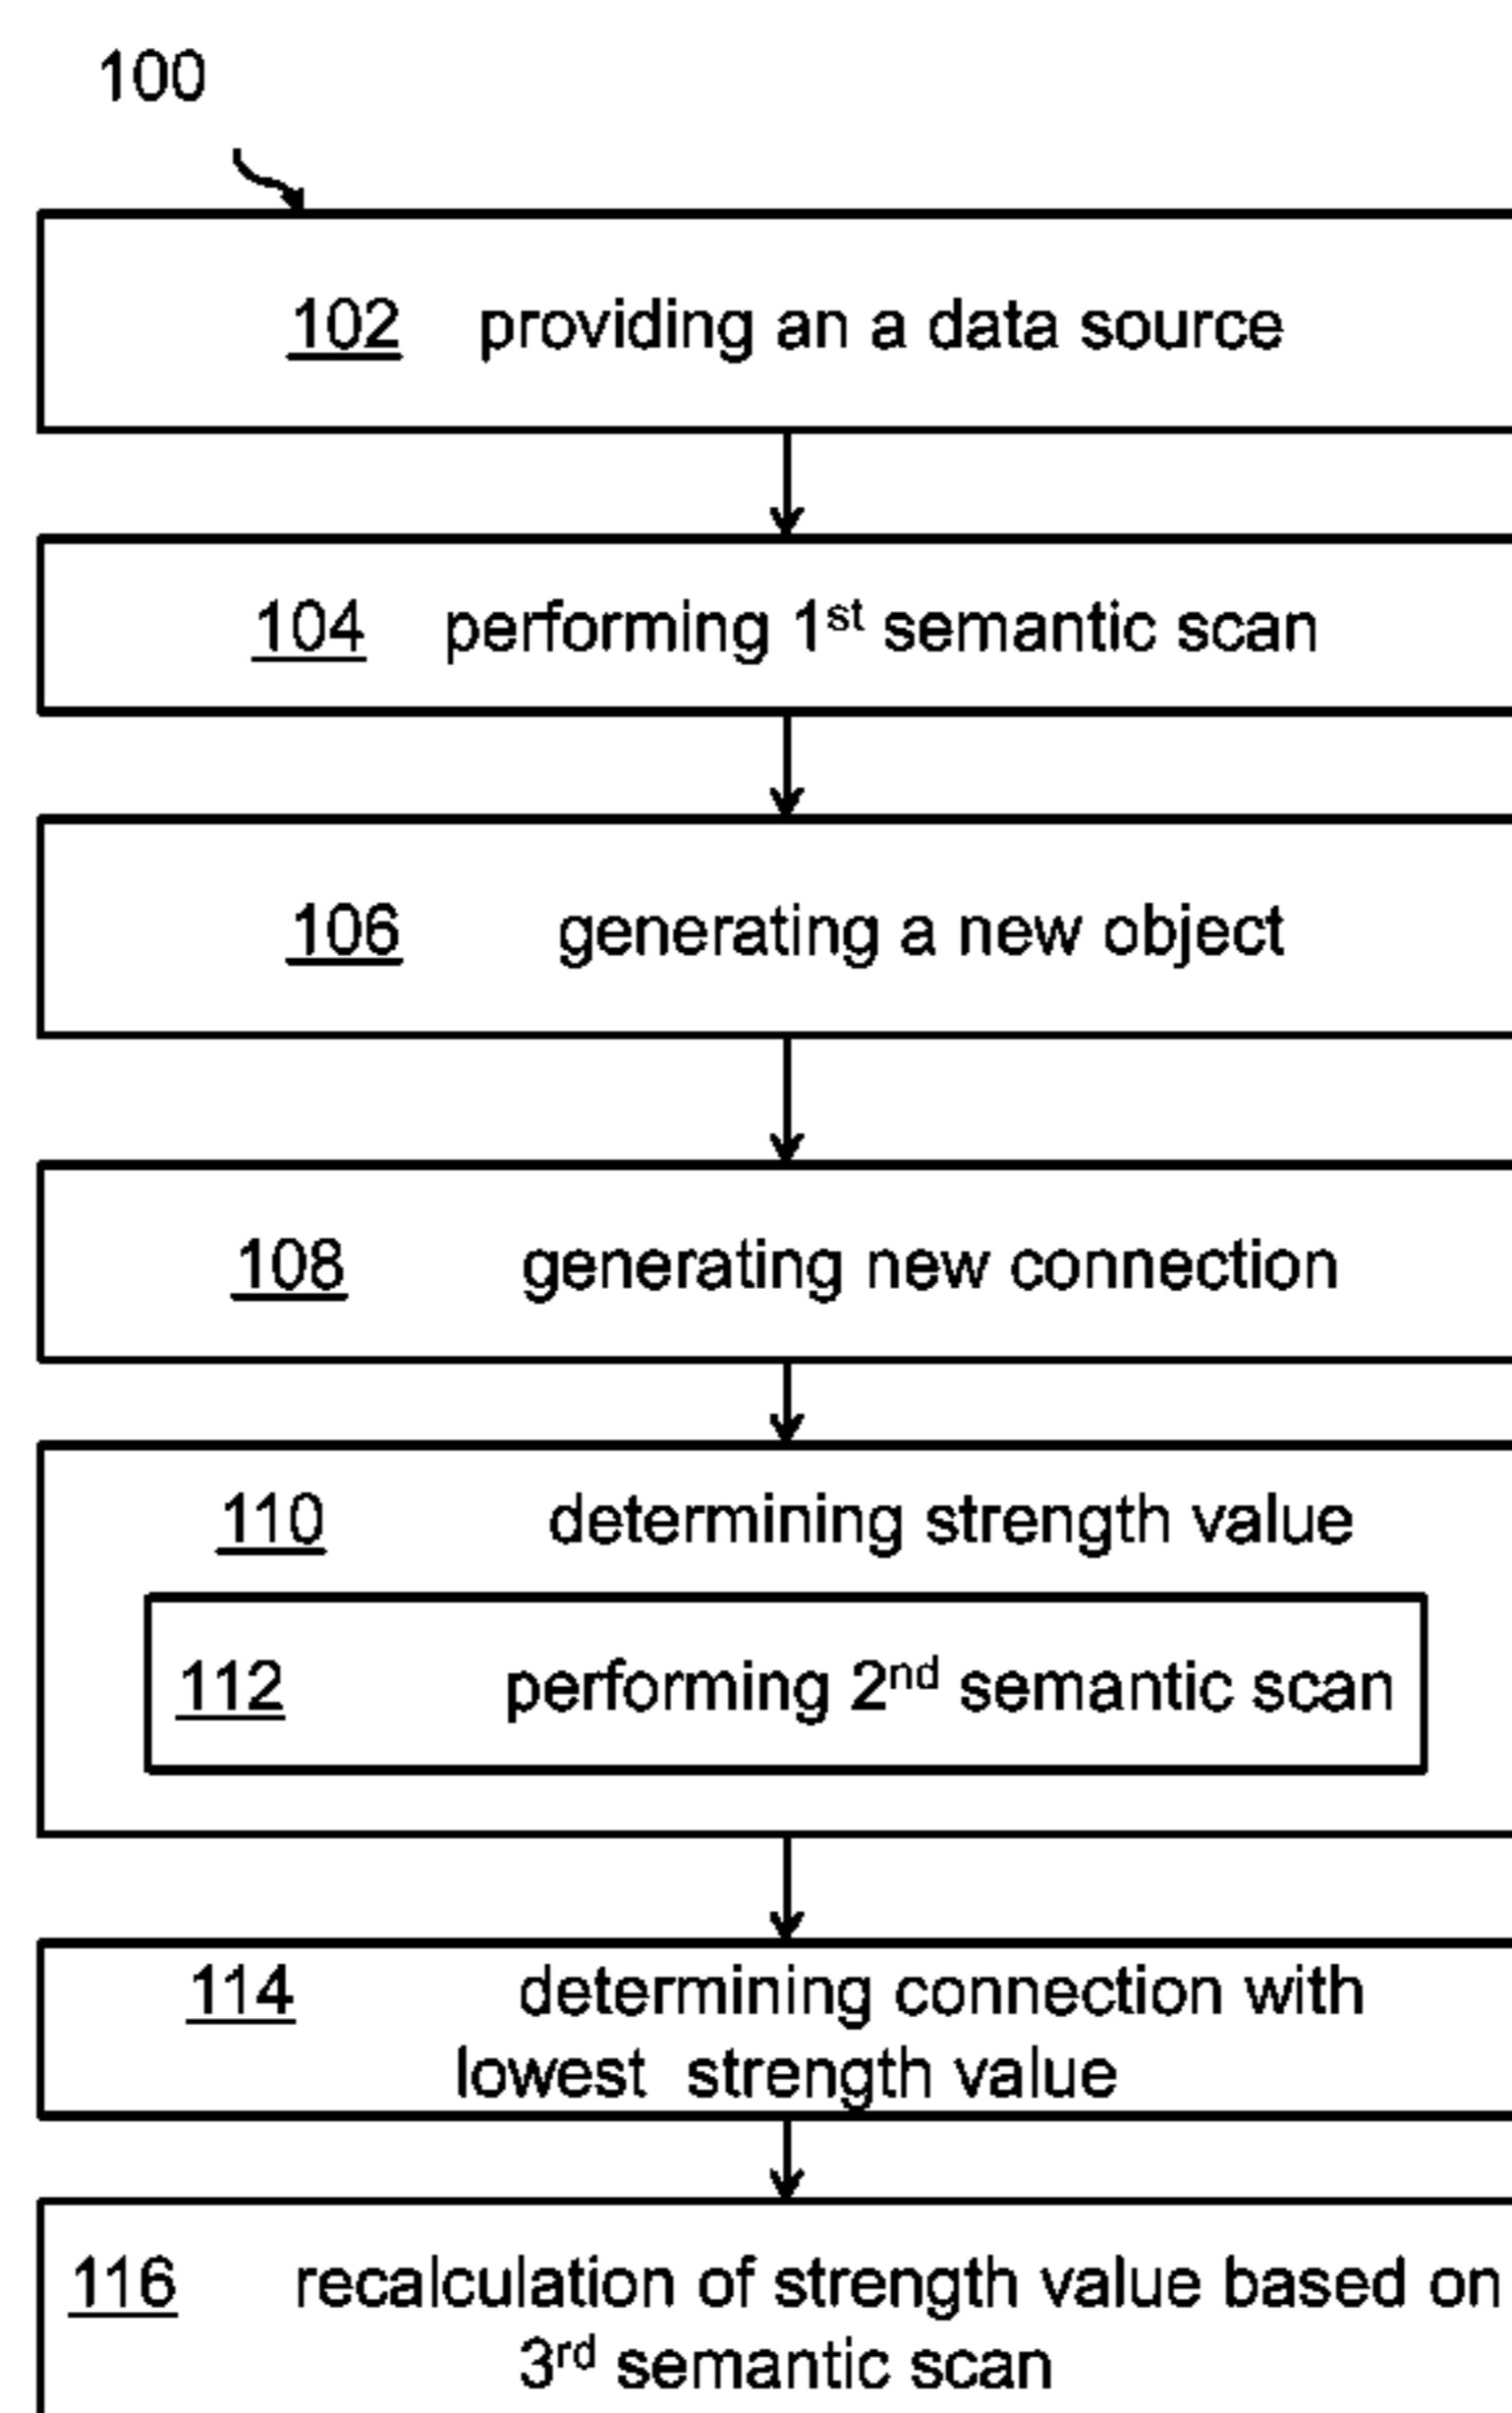 100
102 providing an a data source
104 performing 1st semantic scan
106 generating a new object
108 generating new connection
110 determining strength value
112 performing 2nd semantic scan
114 determining connection with
lowest strength value
116 recalculation of strength value based on
3rd semantic scan